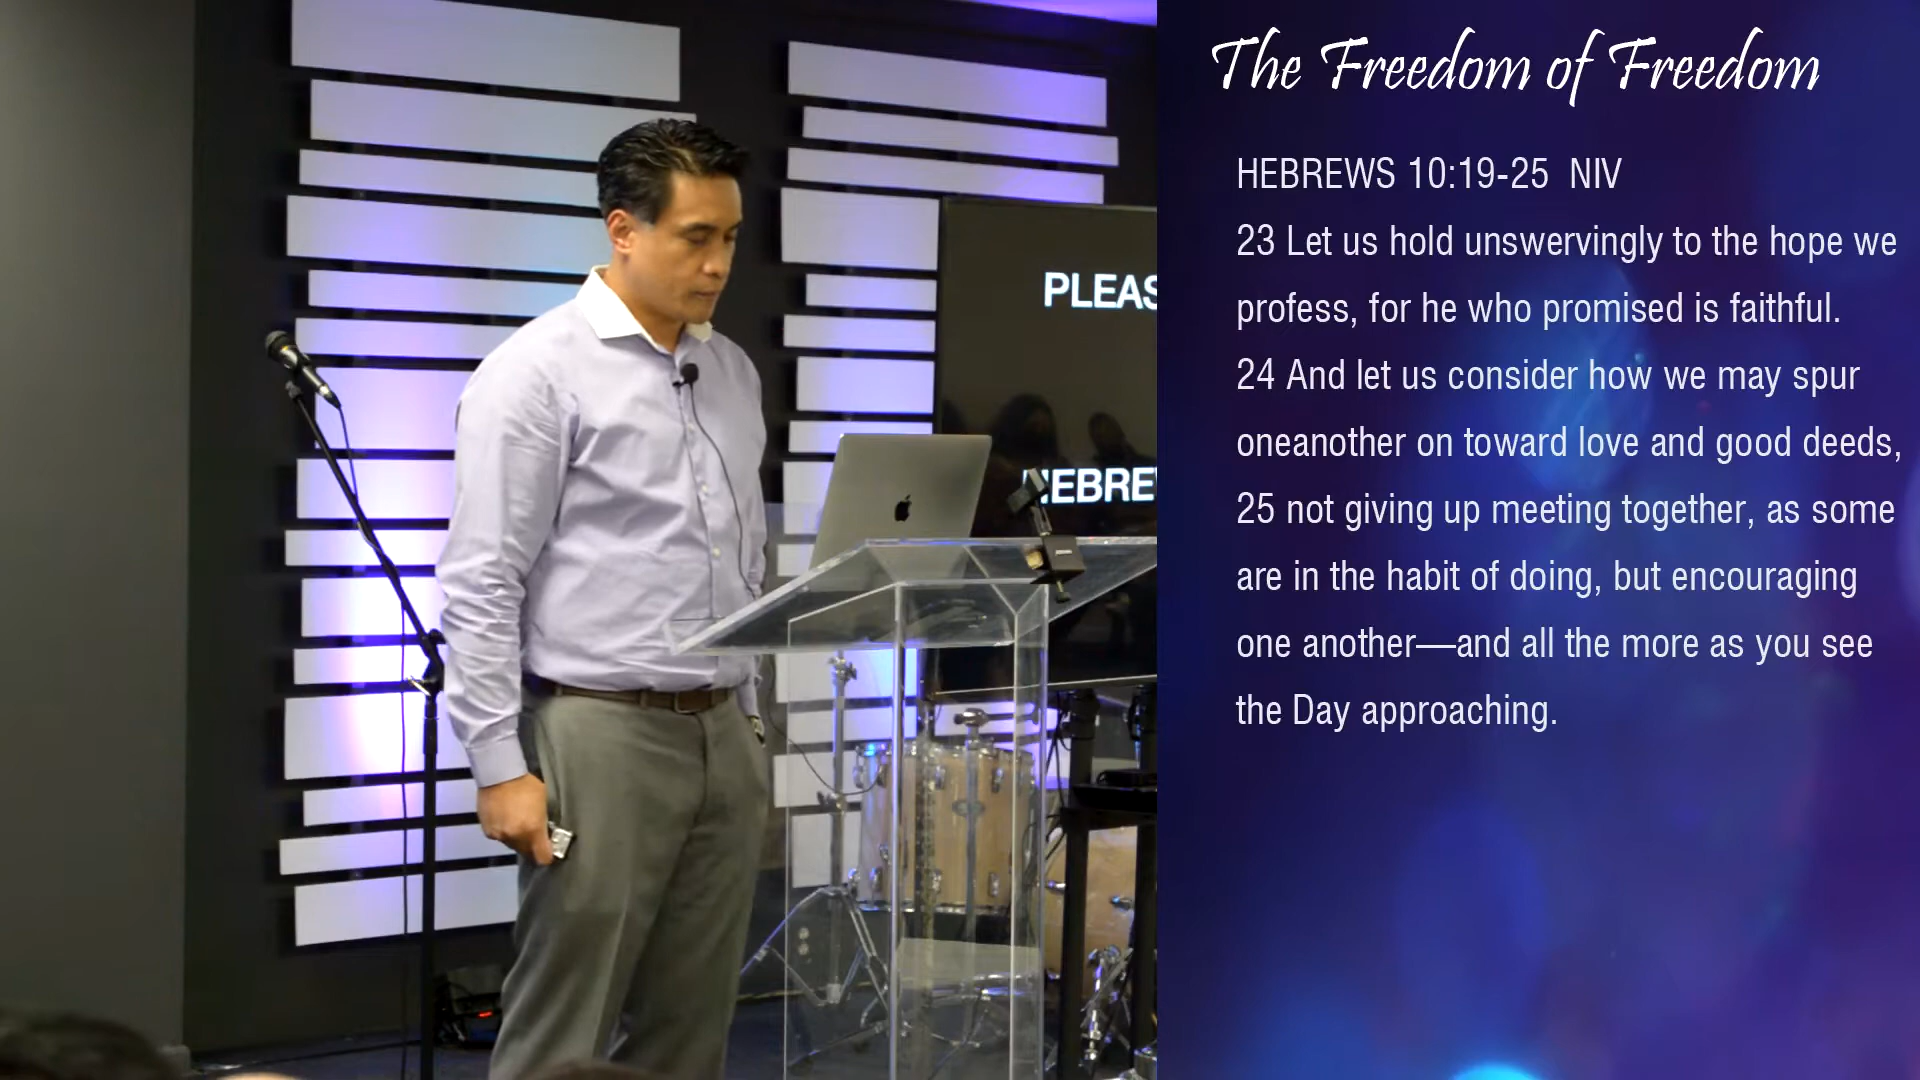 The Freedom of Freedom
HEBREWS 10:19-25 NIV
23 Let us hold unswervingly to the hope we
profess, for he who promised is faithful.
24 And let us consider how we may spur
oneanother on toward love and good deeds,
25 not giving up meeting together, as some
are in the habit of doing, but encouraging
one another—and all the more as you see
the Day approaching.
PLEAS
HEBREW